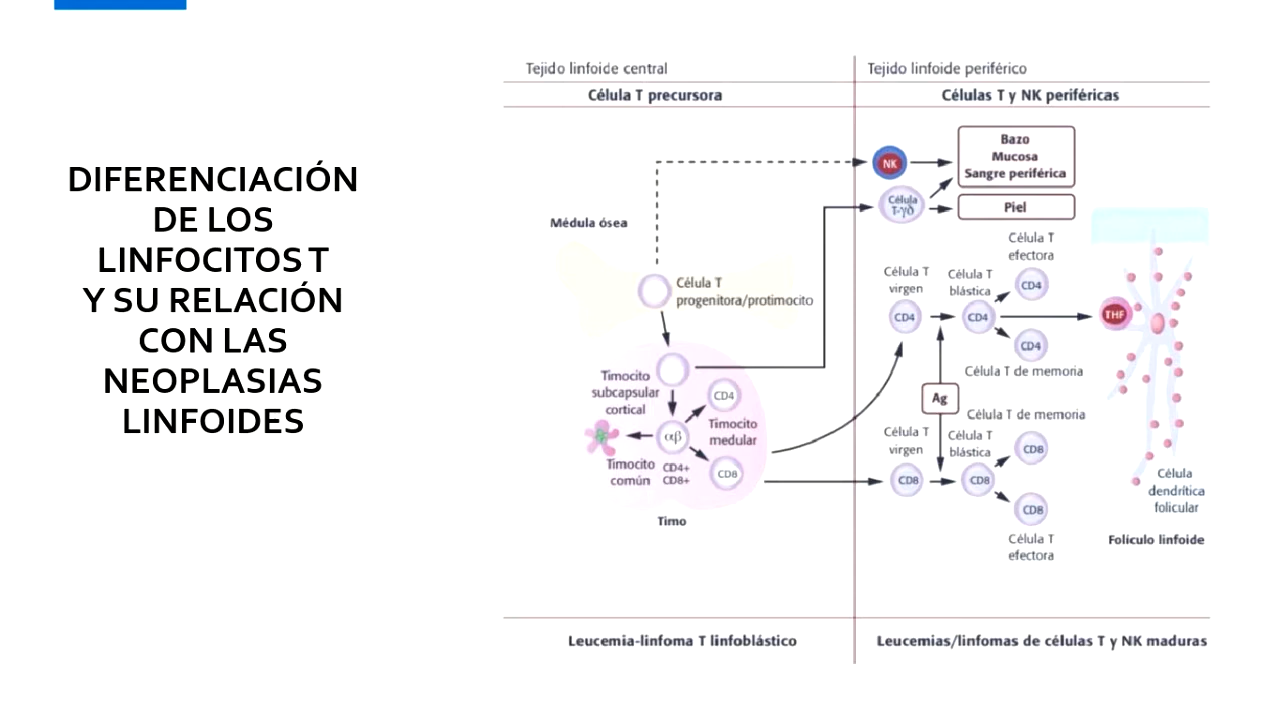 DIFERENCIACIÓN
DE LOS
LINFOCITOS T
Y SU RELACIÓN
CON LAS
NEOPLASIAS
LINFOIDES
Tejido linfoide central
Célula T precursora
Tejido linfoide periférico
Células T y NK periféricas
Médula ósea
Célula T
progenitora/protimocito
Timocito
subcapsular
cortical
CD4
Timocito
medular
αβ
Timocito
común
CD4+
CD8+
CD8
Timo
NK
Bazo
Mucosa
Sangre periférica
Célula
T-γδ
Piel
Célula T
efectora
Célula T
virgen
Célula T
blástica
CD4
CD4
CD4
THF
CD4
Célula T de memoria
Ag
Célula T de memoria
Célula T
virgen
Célula T
blástica
CD8
CD8
CD8
CD8
Célula T
efectora
Célula
dendrítica
folicular
Folículo linfoide
Leucemia-linfoma T linfoblástico
Leucemias/linfomas de células T y NK maduras